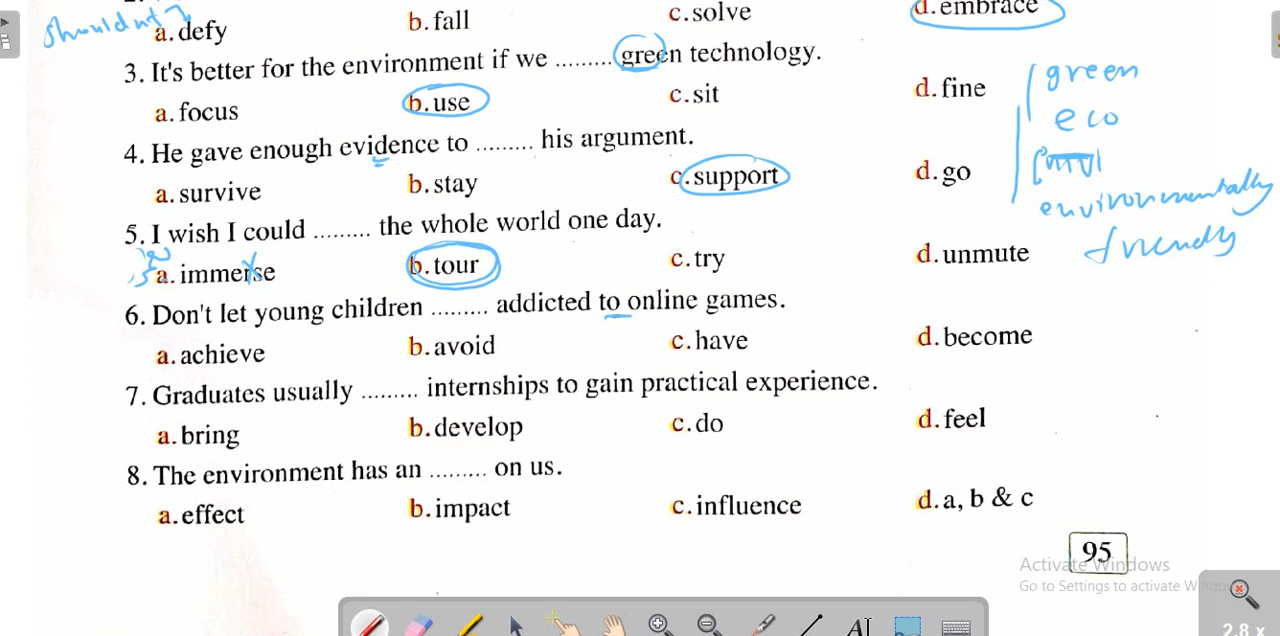 shouldn't
a. defy b. fall c. solve d. embrace
3. It's better for the environment if we ......... green technology.
a. focus b. use c. sit d. fine
green
eco
4. He gave enough evidence to ......... his argument.
a. survive b. stay c. support d. go
environmentally
friendly
5. I wish I could ......... the whole world one day.
a. immerse b. tour c. try d. unmute
6. Don't let young children ......... addicted to online games.
a. achieve b. avoid c. have d. become
7. Graduates usually ......... internships to gain practical experience.
a. bring b. develop c. do d. feel
8. The environment has an ......... on us.
a. effect b. impact c. influence d. a, b & c
95
Activate Windows
Go to Settings to activate
2.8 x